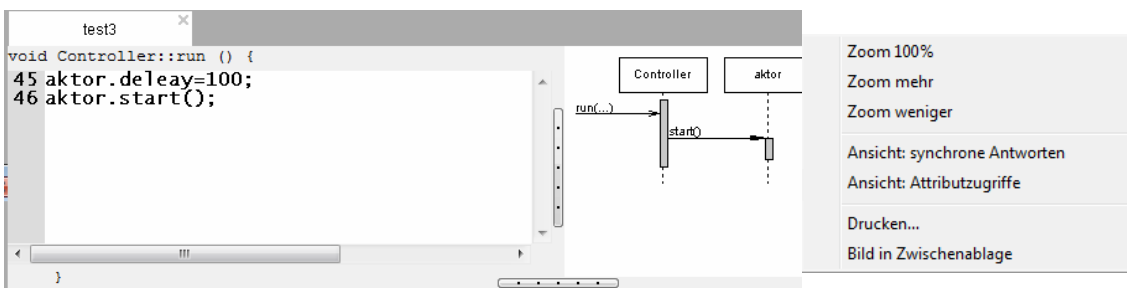 test3
void Controller::run () {
45 aktor.deleay=100;
46 aktor.start();
}
Controller
aktor
run(...)
start()
Zoom 100%
Zoom mehr
Zoom weniger
Ansicht: synchrone Antworten
Ansicht: Attributzugriffe
Drucken...
Bild in Zwischenablage